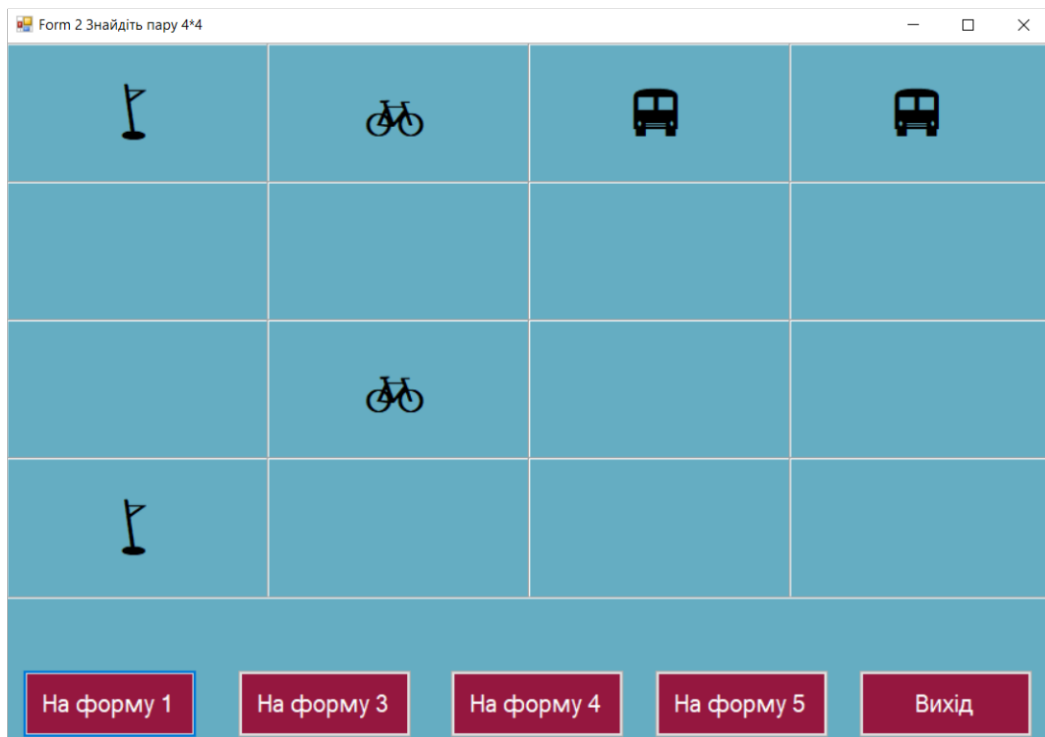 Form 2 Знайдіть пару 4*4
На форму 1 На форму 3 На форму 4 На форму 5 Вихід